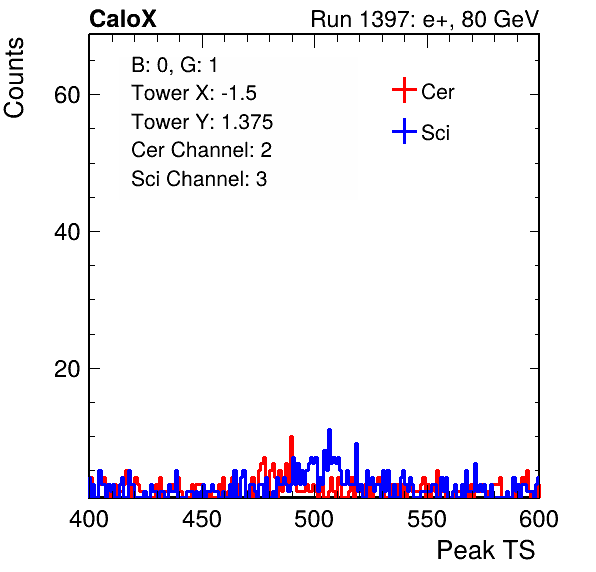 CaloX Run 1397: e+, 80 GeV
Counts
B: 0, G: 1
Tower X: -1.5
Tower Y: 1.375
Cer Channel: 2
Sci Channel: 3
Cer
Sci
60
40
20
400 450 500 550 600
Peak TS